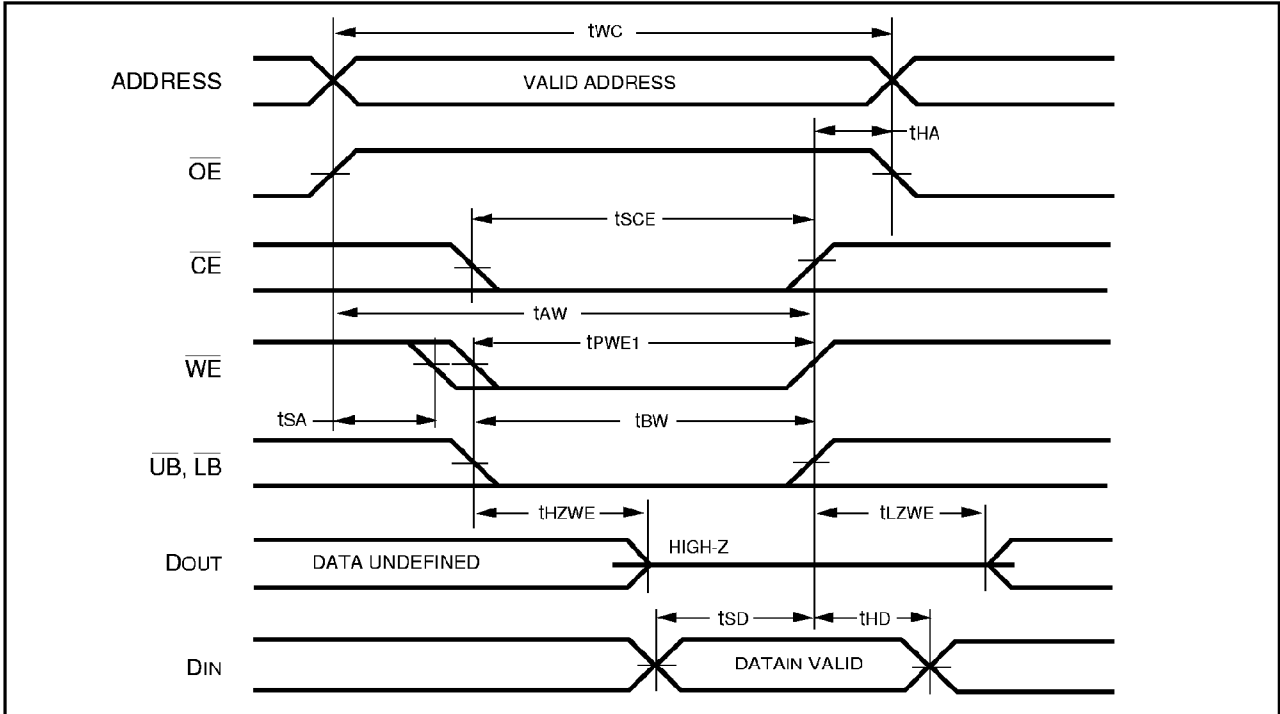 tWC
ADDRESS
VALID ADDRESS
tHA
OE
tSCE
CE
tAW
tPWE1
WE
tSA
tBW
UB, LB
tHZWE
tLZWE
DOUT
DATA UNDEFINED
HIGH-Z
tSD
tHD
DIN
DATAIN VALID